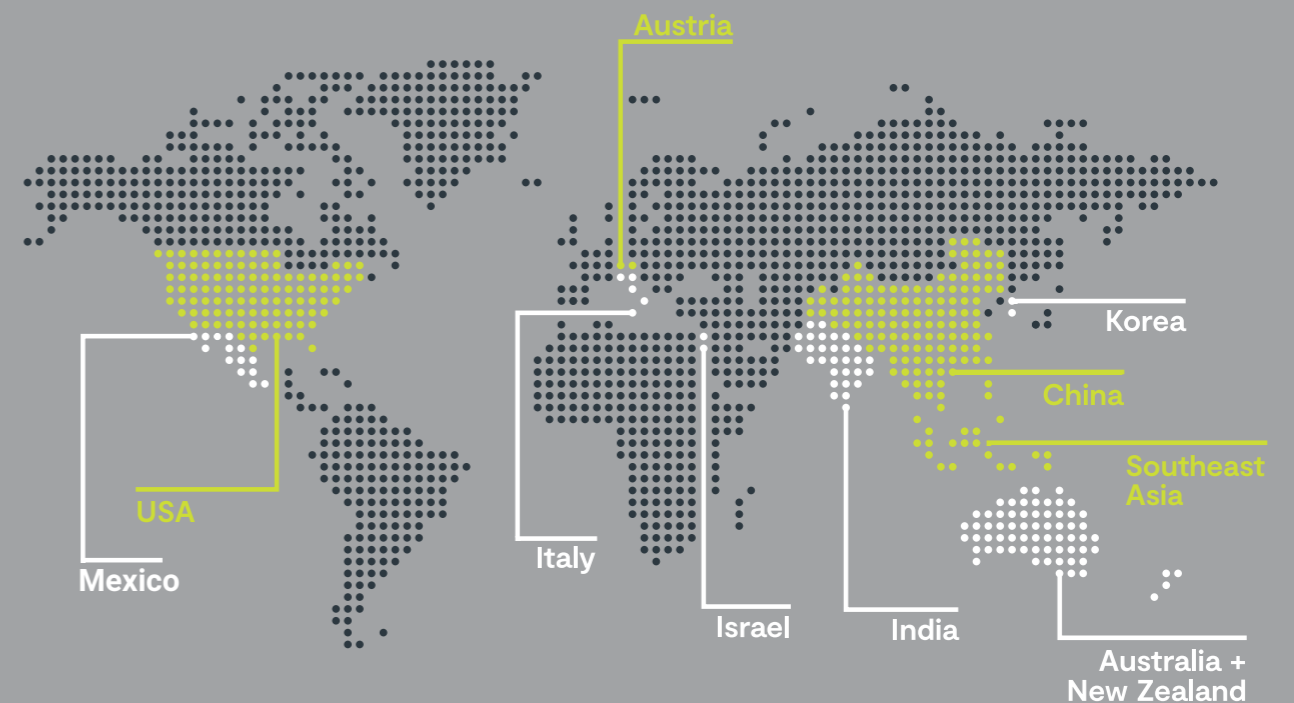 Austria
Korea
China
Southeast
Asia
USA
Italy
Mexico
Israel
India
Australia +
New Zealand